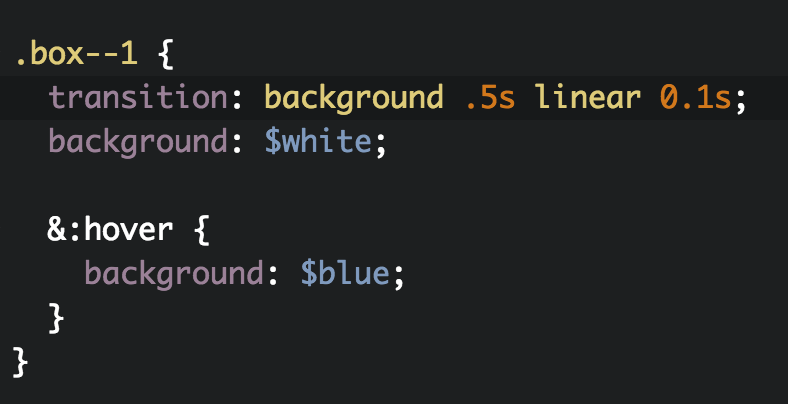 .box--1 {
transition: background .5s linear 0.1s;
background: $white;
&:hover {
background: $blue;
}
}